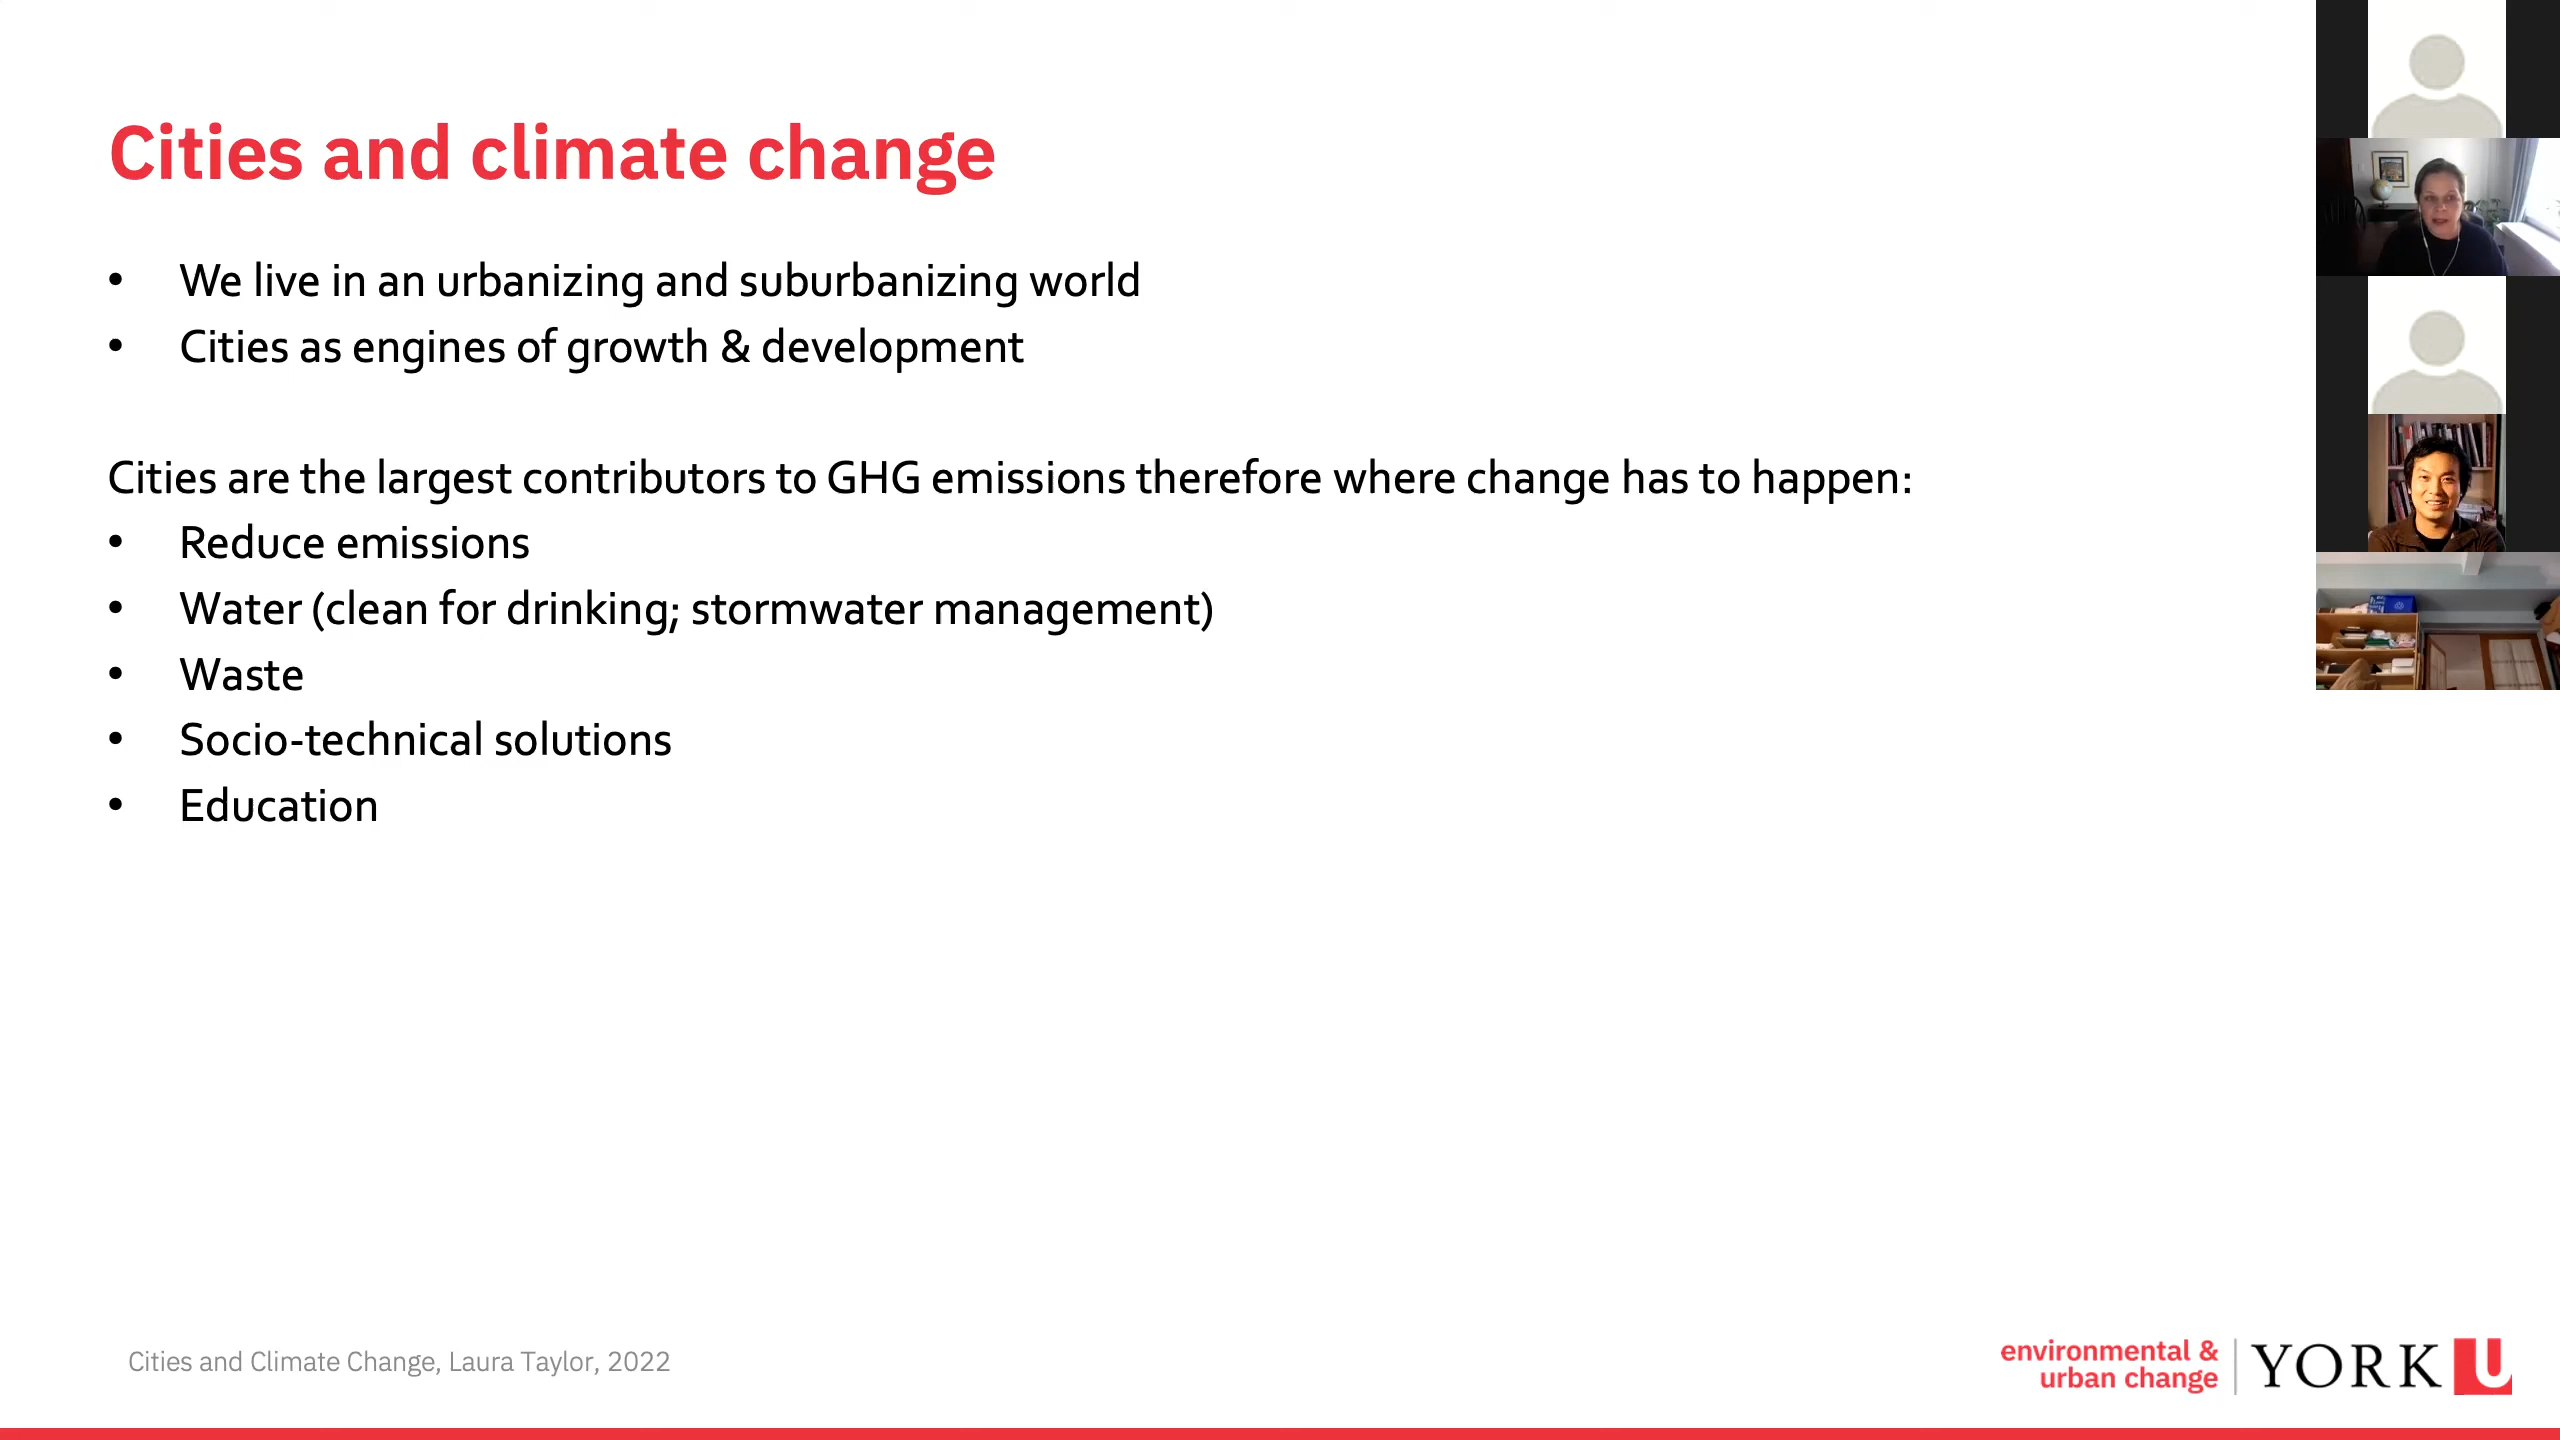 Cities and climate change
• We live in an urbanizing and suburbanizing world
• Cities as engines of growth & development
Cities are the largest contributors to GHG emissions therefore where change has to happen:
• Reduce emissions
• Water (clean for drinking; stormwater management)
• Waste
• Socio-technical solutions
• Education
Cities and Climate Change, Laura Taylor, 2022
environmental &
urban change
YORK U